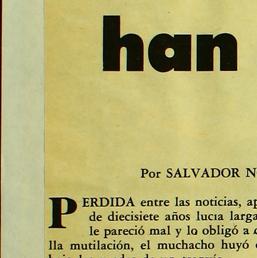 han
Por SALVADOR N
PERDIDA entre las noticias, ap
de diecisiete años lucia larga
le pareció mal y lo obligó a
lla mutilación, el muchacho huyó